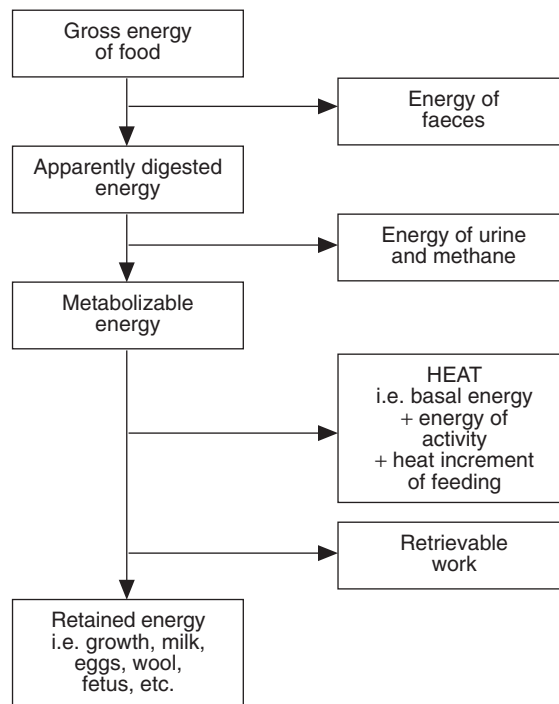 Gross energy
of food
Energy of
faeces
Apparently digested
energy
Energy of urine
and methane
Metabolizable
energy
HEAT
i.e. basal energy
+ energy of
activity
+ heat increment
of feeding
Retrievable
work
Retained energy
i.e. growth, milk,
eggs, wool,
fetus, etc.